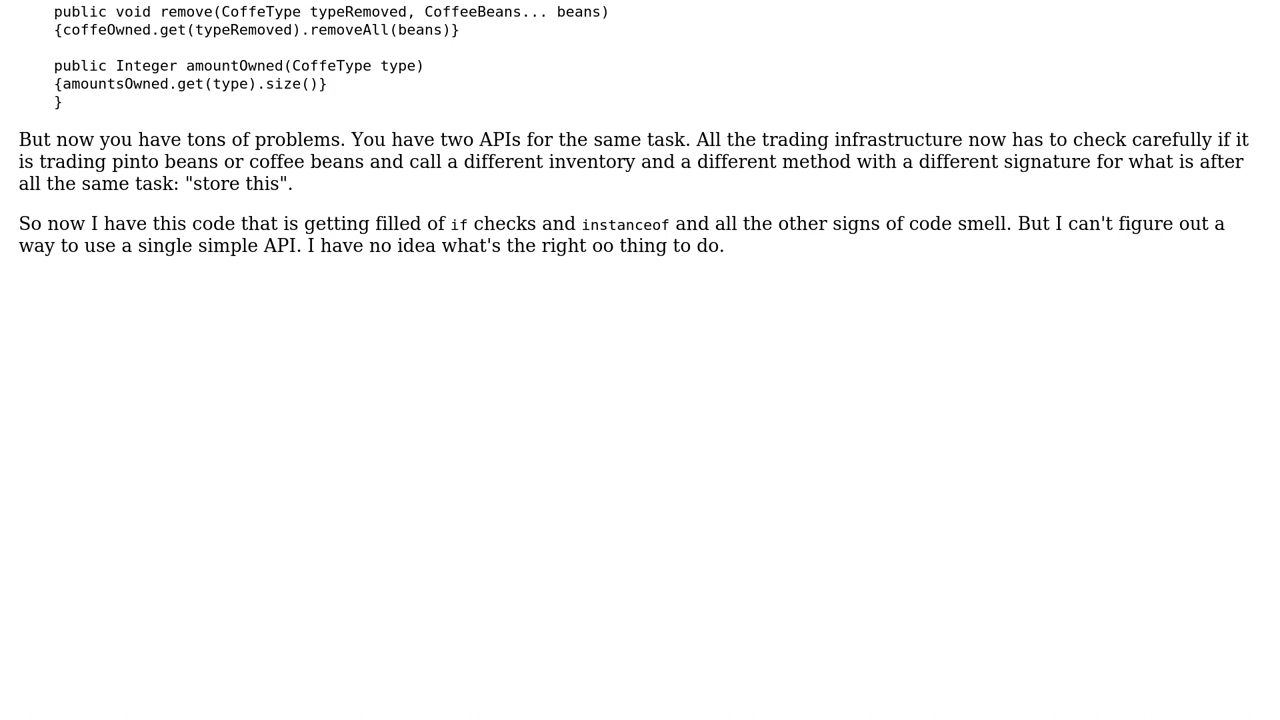 public void remove(CoffeType typeRemoved, CoffeeBeans... beans)
{coffeOwned.get(typeRemoved).removeAll(beans)}
public Integer amountOwned(CoffeType type)
{amountsOwned.get(type).size()}
}
But now you have tons of problems. You have two APIs for the same task. All the trading infrastructure now has to check carefully if it
is trading pinto beans or coffee beans and call a different inventory and a different method with a different signature for what is after
all the same task: "store this".
So now I have this code that is getting filled of if checks and instanceof and all the other signs of code smell. But I can't figure out a
way to use a single simple API. I have no idea what's the right oo thing to do.